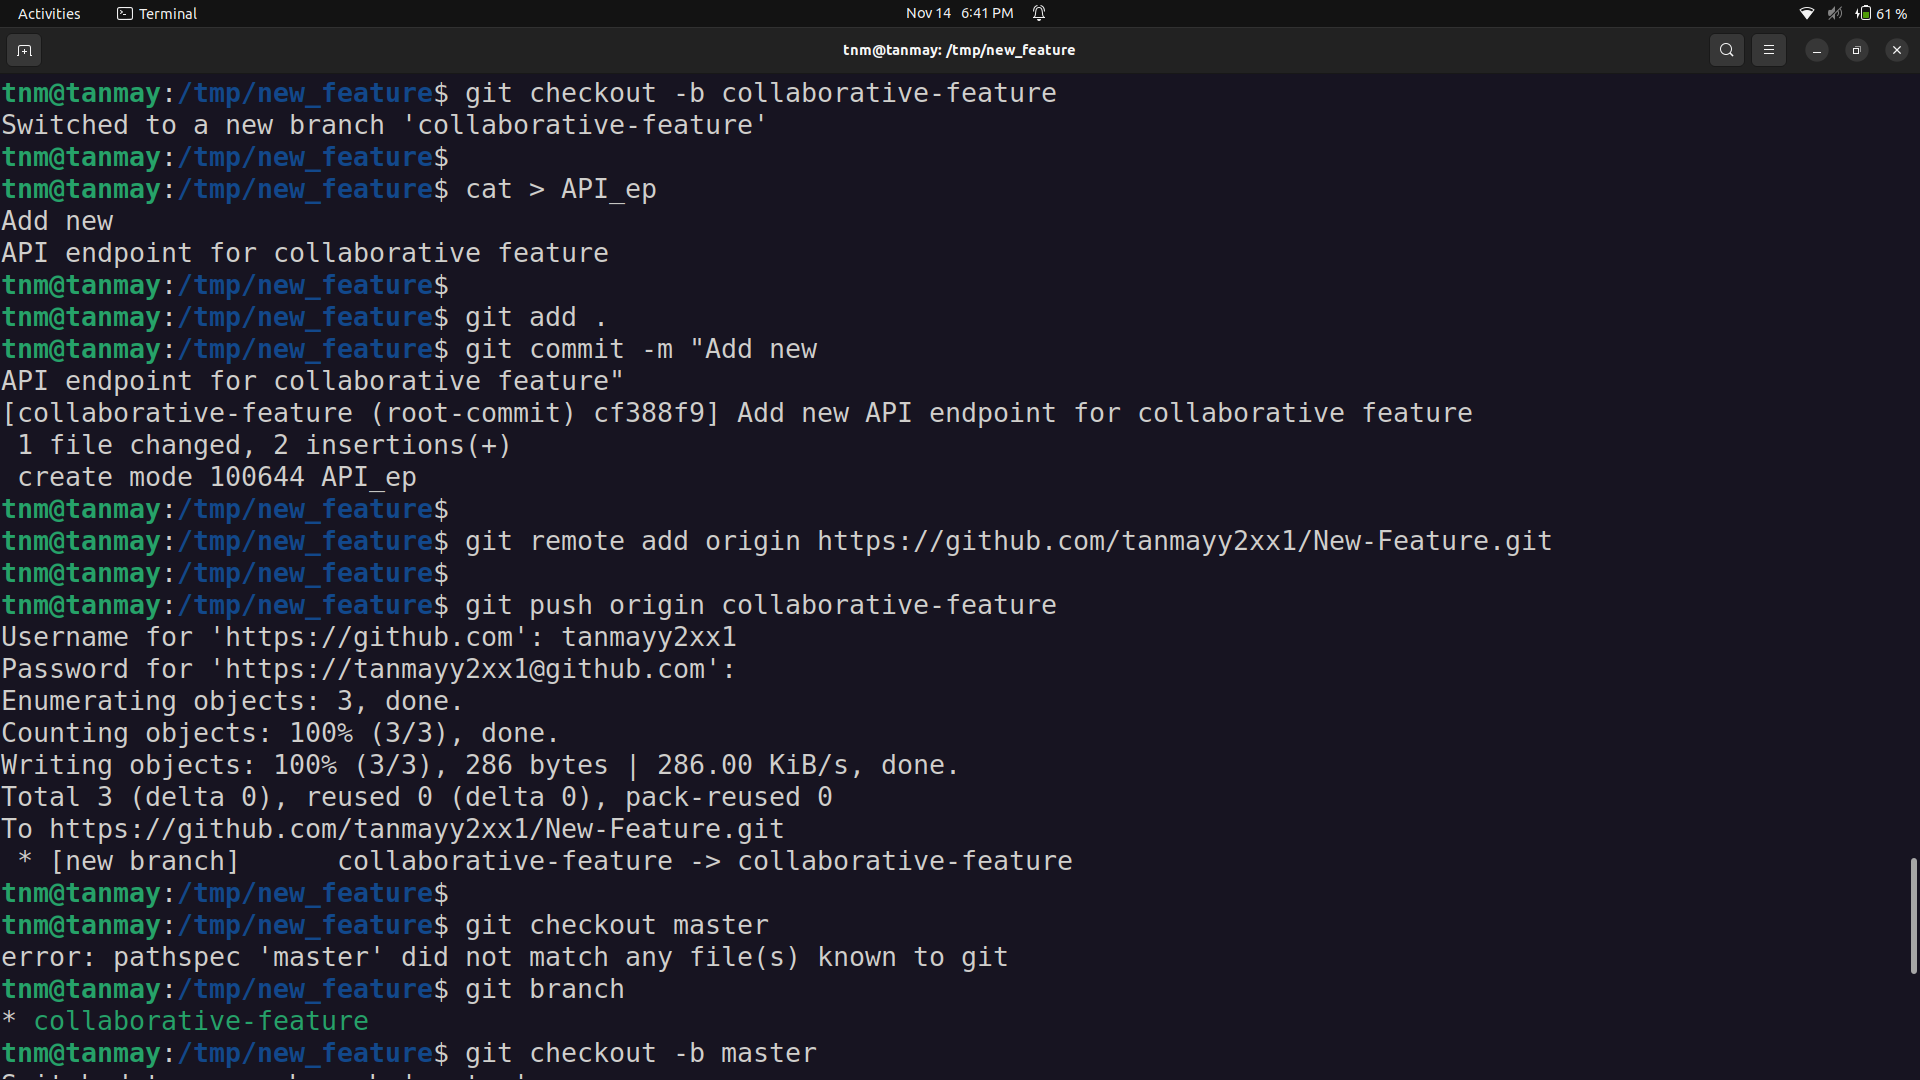 Activities
Terminal
Nov 14 6:41 PM
61 %
tnm@tanmay: /tmp/new_feature
tnm@tanmay:/tmp/new_feature$ git checkout -b collaborative-feature
Switched to a new branch 'collaborative-feature'
tnm@tanmay:/tmp/new_feature$
tnm@tanmay:/tmp/new_feature$ cat > API_ep
Add new
API endpoint for collaborative feature
tnm@tanmay:/tmp/new_feature$
tnm@tanmay:/tmp/new_feature$ git add .
tnm@tanmay:/tmp/new_feature$ git commit -m "Add new
API endpoint for collaborative feature"
[collaborative-feature (root-commit) cf388f9] Add new API endpoint for collaborative feature
 1 file changed, 2 insertions(+)
 create mode 100644 API_ep
tnm@tanmay:/tmp/new_feature$
tnm@tanmay:/tmp/new_feature$ git remote add origin https://github.com/tanmayy2xx1/New-Feature.git
tnm@tanmay:/tmp/new_feature$
tnm@tanmay:/tmp/new_feature$ git push origin collaborative-feature
Username for 'https://github.com': tanmayy2xx1
Password for 'https://tanmayy2xx1@github.com':
Enumerating objects: 3, done.
Counting objects: 100% (3/3), done.
Writing objects: 100% (3/3), 286 bytes | 286.00 KiB/s, done.
Total 3 (delta 0), reused 0 (delta 0), pack-reused 0
To https://github.com/tanmayy2xx1/New-Feature.git
 * [new branch]      collaborative-feature -> collaborative-feature
tnm@tanmay:/tmp/new_feature$
tnm@tanmay:/tmp/new_feature$ git checkout master
error: pathspec 'master' did not match any file(s) known to git
tnm@tanmay:/tmp/new_feature$ git branch
* collaborative-feature
tnm@tanmay:/tmp/new_feature$ git checkout -b master